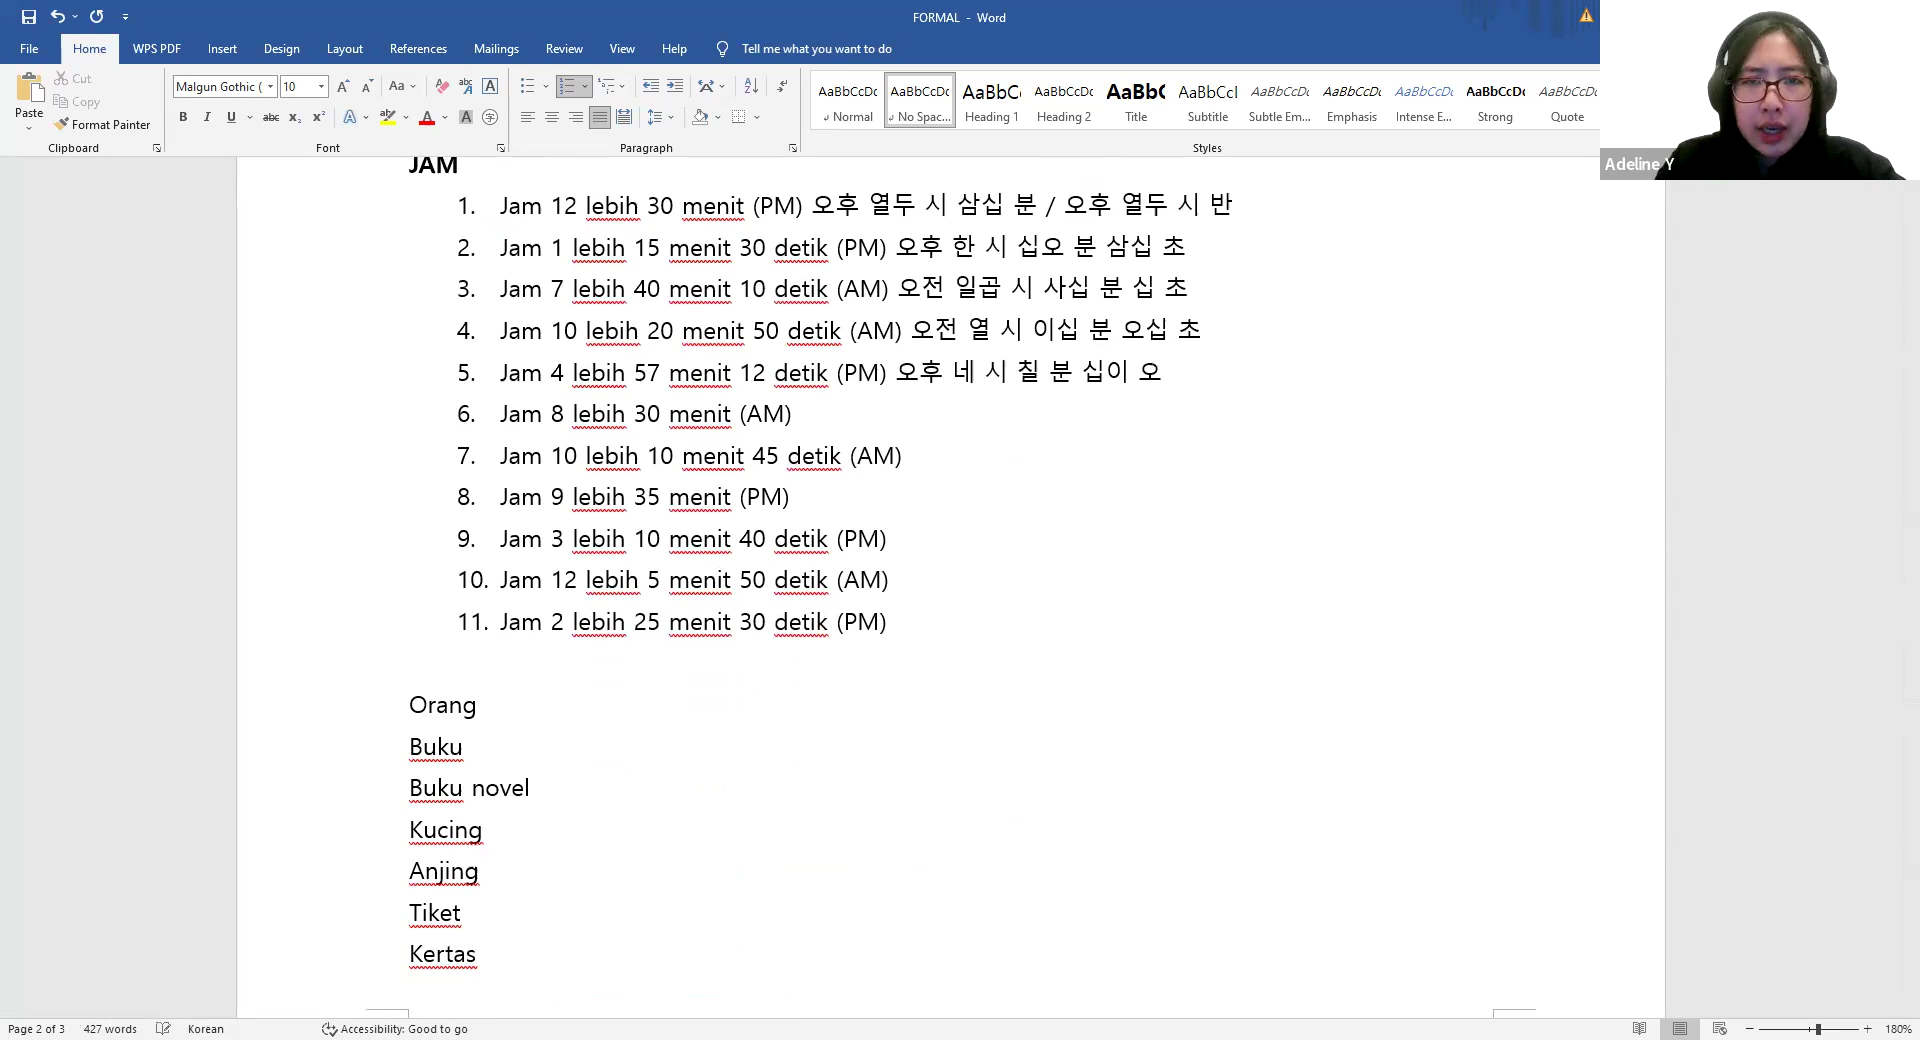 FORMAL - Word
File Home WPS PDF Insert Design Layout References Mailings Review View Help Tell me what you want to do
Paste
Cut
Copy
Format Painter
Clipboard
Malgun Gothic ( 10
Font
Paragraph
AaBbCcDc Normal
AaBbCcDc No Spac...
AaBbC Heading 1
AaBbCcDc Heading 2
AaBb Title
AaBbCcI Subtitle
AaBbCcDc Subtle Em...
AaBbCcDc Emphasis
AaBbCcDc Intense E...
AaBbCcDc Strong
AaBbCcDc Quote
Styles
Adeline Y
JAM
1. Jam 12 lebih 30 menit (PM) 오후 열두 시 삼십 분 / 오후 열두 시 반
2. Jam 1 lebih 15 menit 30 detik (PM) 오후 한 시 십오 분 삼십 초
3. Jam 7 lebih 40 menit 10 detik (AM) 오전 일곱 시 사십 분 십 초
4. Jam 10 lebih 20 menit 50 detik (AM) 오전 열 시 이십 분 오십 초
5. Jam 4 lebih 57 menit 12 detik (PM) 오후 네 시 칠 분 십이 오
6. Jam 8 lebih 30 menit (AM)
7. Jam 10 lebih 10 menit 45 detik (AM)
8. Jam 9 lebih 35 menit (PM)
9. Jam 3 lebih 10 menit 40 detik (PM)
10. Jam 12 lebih 5 menit 50 detik (AM)
11. Jam 2 lebih 25 menit 30 detik (PM)
Orang
Buku
Buku novel
Kucing
Anjing
Tiket
Kertas
Page 2 of 3 427 words Korean Accessibility: Good to go 180%